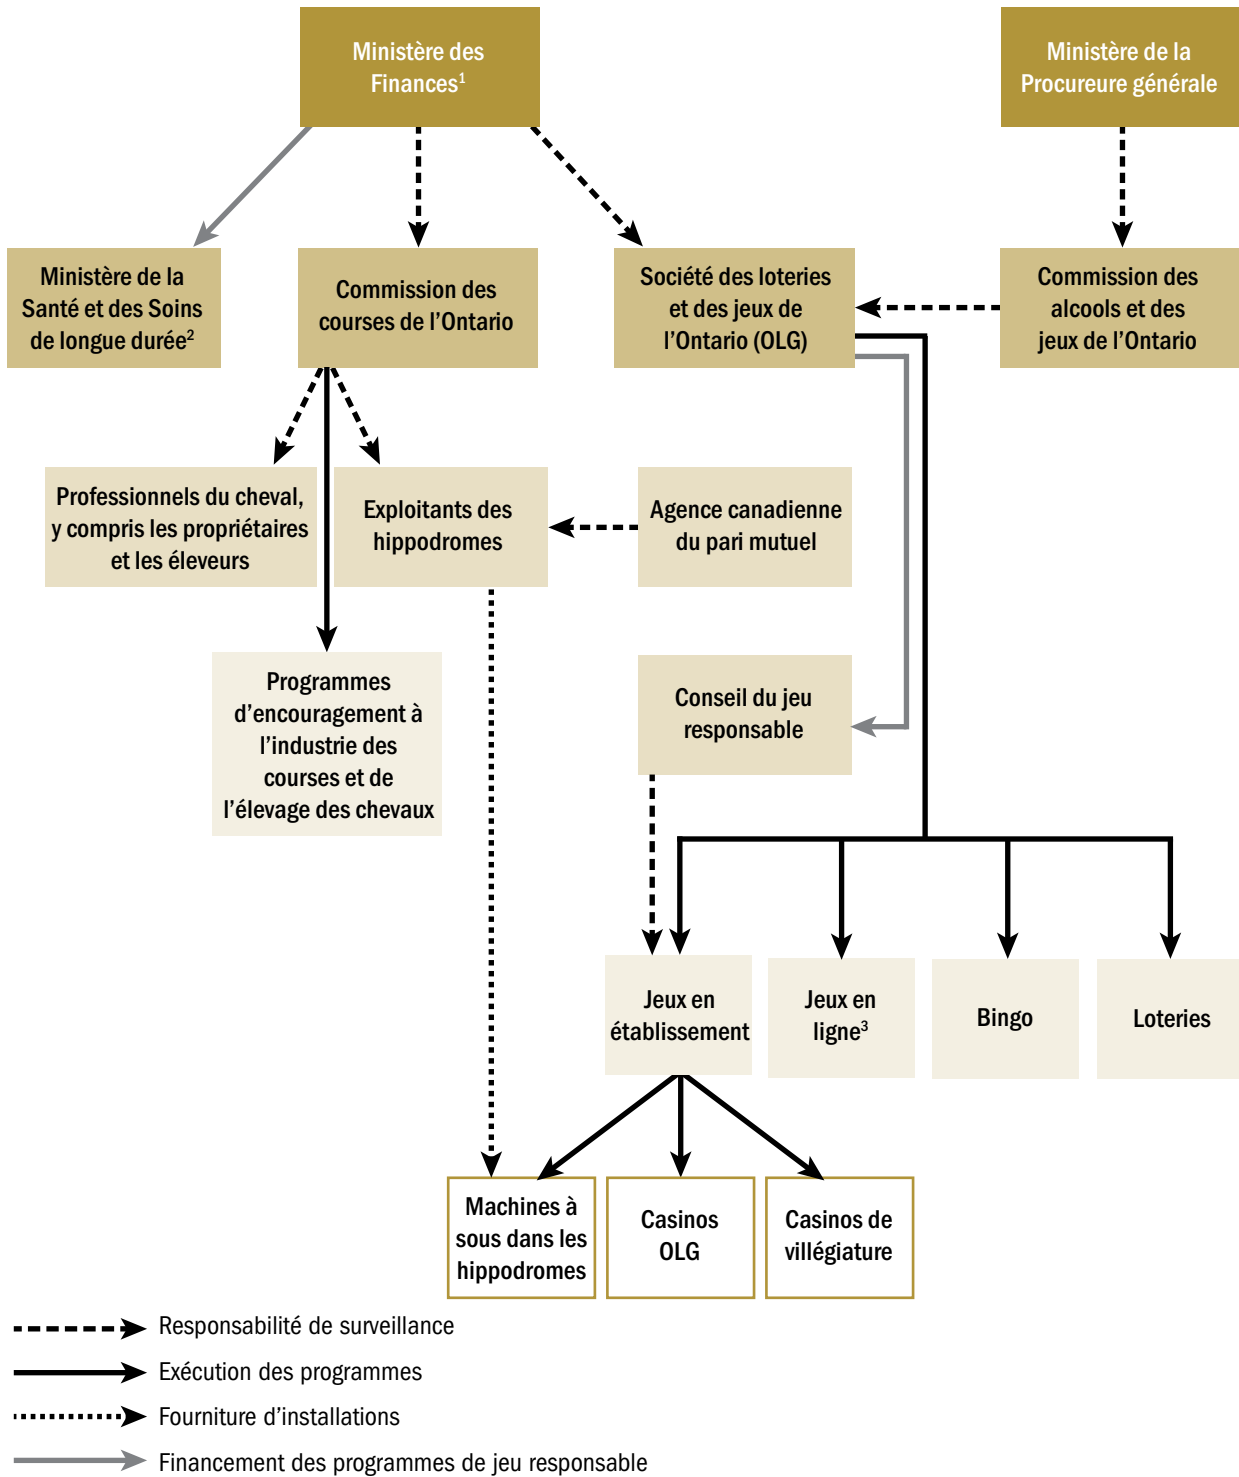 Ministère des
Finances¹
Ministère de la
Procureure générale
Ministère de la
Santé et des Soins
de longue durée²
Commission des
courses de l’Ontario
Société des loteries
et des jeux de
l’Ontario (OLG)
Commission des
alcools et des
jeux de l’Ontario
Professionnels du cheval,
y compris les propriétaires
et les éleveurs
Exploitants des
hippodromes
Agence canadienne
du pari mutuel
Programmes
d’encouragement à
l’industrie des
courses et de
l’élevage des chevaux
Conseil du jeu
responsable
Jeux en
établissement
Jeux en
ligne³
Bingo
Loteries
Machines à
sous dans les
hippodromes
Casinos
OLG
Casinos de
villégiature
Responsabilité de surveillance
Exécution des programmes
Fourniture d’installations
Financement des programmes de jeu responsable